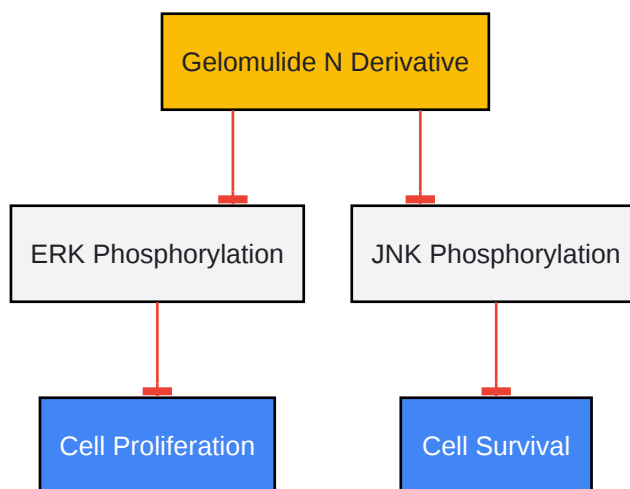 Gelomulide N Derivative
ERK Phosphorylation
JNK Phosphorylation
Cell Proliferation
Cell Survival